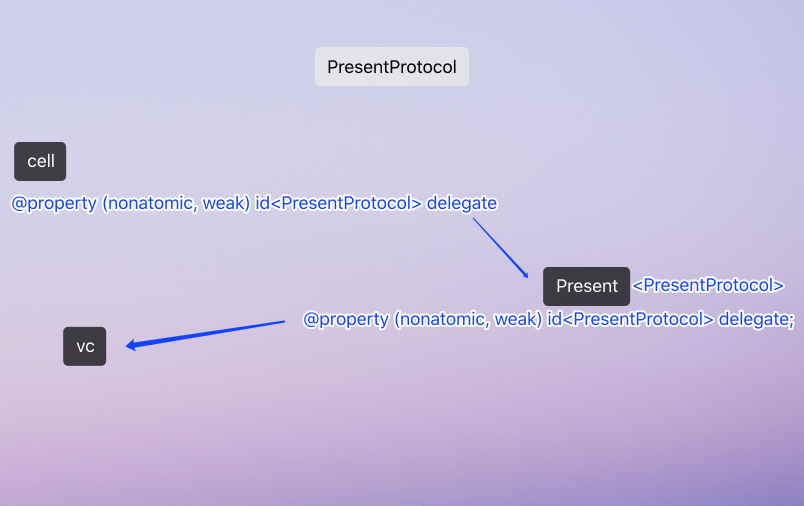 PresentProtocol
cell
@property (nonatomic, weak) id<PresentProtocol> delegate
Present <PresentProtocol>
@property (nonatomic, weak) id<PresentProtocol> delegate;
vc